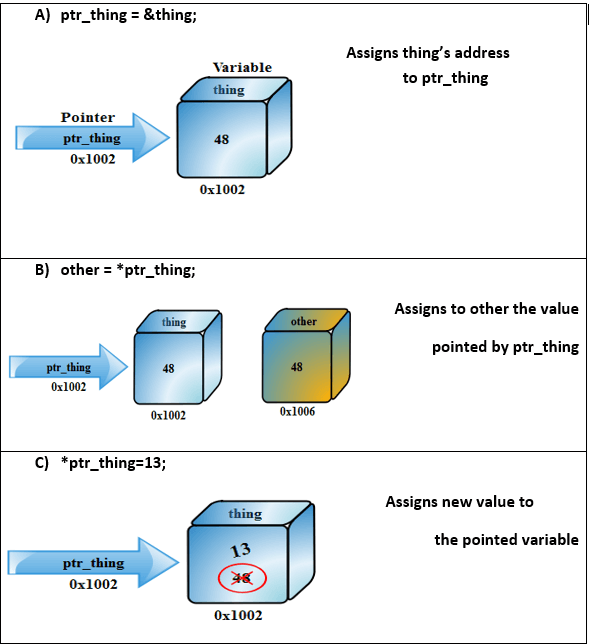 A) ptr_thing = &thing;
Assigns thing’s address
to ptr_thing
Variable
thing
Pointer
ptr_thing
48
0x1002
0x1002
B) other = *ptr_thing;
Assigns to other the value
pointed by ptr_thing
thing
other
ptr_thing
48
48
0x1002
0x1002
0x1006
C) *ptr_thing=13;
Assigns new value to
the pointed variable
thing
13
ptr_thing
48
0x1002
0x1002